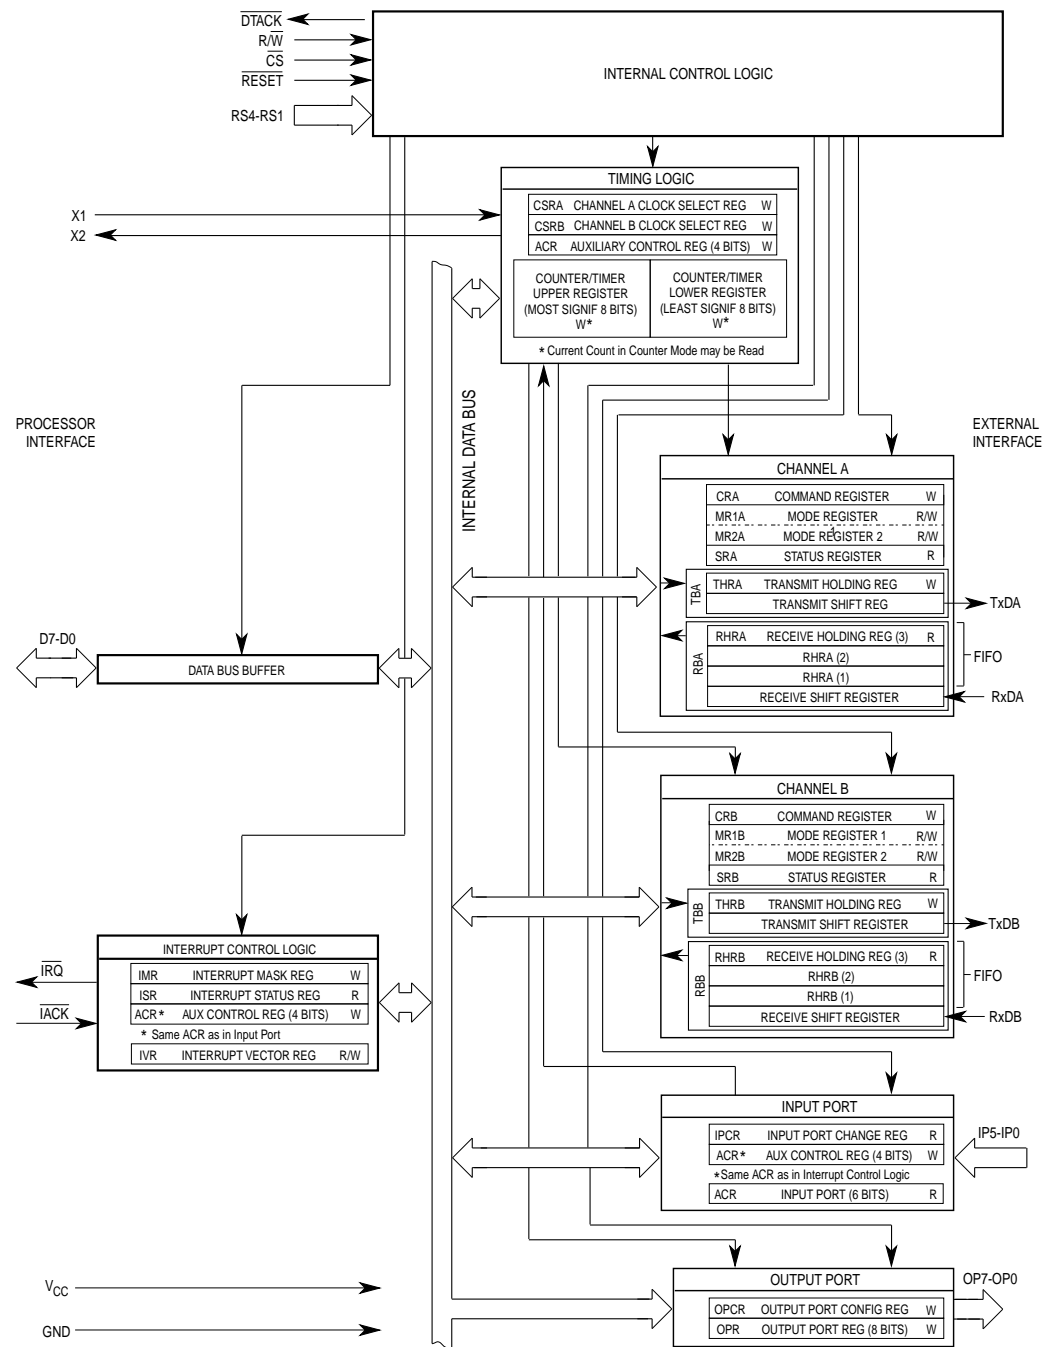 DTACK
R/W
CS
RESET
RS4-RS1
INTERNAL CONTROL LOGIC
TIMING LOGIC
CSRA CHANNEL A CLOCK SELECT REG W
CSRB CHANNEL B CLOCK SELECT REG W
ACR AUXILIARY CONTROL REG (4 BITS) W
COUNTER/TIMER
UPPER REGISTER
(MOST SIGNIF 8 BITS)
W*
COUNTER/TIMER
LOWER REGISTER
(LEAST SIGNIF 8 BITS)
W*
* Current Count in Counter Mode may be Read
X1
X2
PROCESSOR
INTERFACE
INTERNAL DATA BUS
EXTERNAL
INTERFACE
CHANNEL A
CRA COMMAND REGISTER W
MR1A MODE REGISTER R/W
1
MR2A MODE REGISTER 2 R/W
SRA STATUS REGISTER R
TBA
THRA TRANSMIT HOLDING REG W
TRANSMIT SHIFT REG
TxDA
RBA
RHRA RECEIVE HOLDING REG (3) R
RHRA (2)
RHRA (1)
RECEIVE SHIFT REGISTER
FIFO
RxDA
D7-D0
DATA BUS BUFFER
CHANNEL B
CRB COMMAND REGISTER W
MR1B MODE REGISTER 1 R/W
MR2B MODE REGISTER 2 R/W
SRB STATUS REGISTER R
TBB
THRB TRANSMIT HOLDING REG W
TRANSMIT SHIFT REGISTER
TxDB
RBB
RHRB RECEIVE HOLDING REG (3) R
RHRB (2)
RHRB (1)
RECEIVE SHIFT REGISTER
FIFO
RxDB
INTERRUPT CONTROL LOGIC
IMR INTERRUPT MASK REG W
ISR INTERRUPT STATUS REG R
ACR* AUX CONTROL REG (4 BITS) W
* Same ACR as in Input Port
IVR INTERRUPT VECTOR REG R/W
IRQ
IACK
INPUT PORT
IPCR INPUT PORT CHANGE REG R
ACR* AUX CONTROL REG (4 BITS) W
*Same ACR as in Interrupt Control Logic
ACR INPUT PORT (6 BITS) R
IP5-IP0
OUTPUT PORT
OPCR OUTPUT PORT CONFIG REG W
OPR OUTPUT PORT REG (8 BITS) W
OP7-OP0
VCC
GND